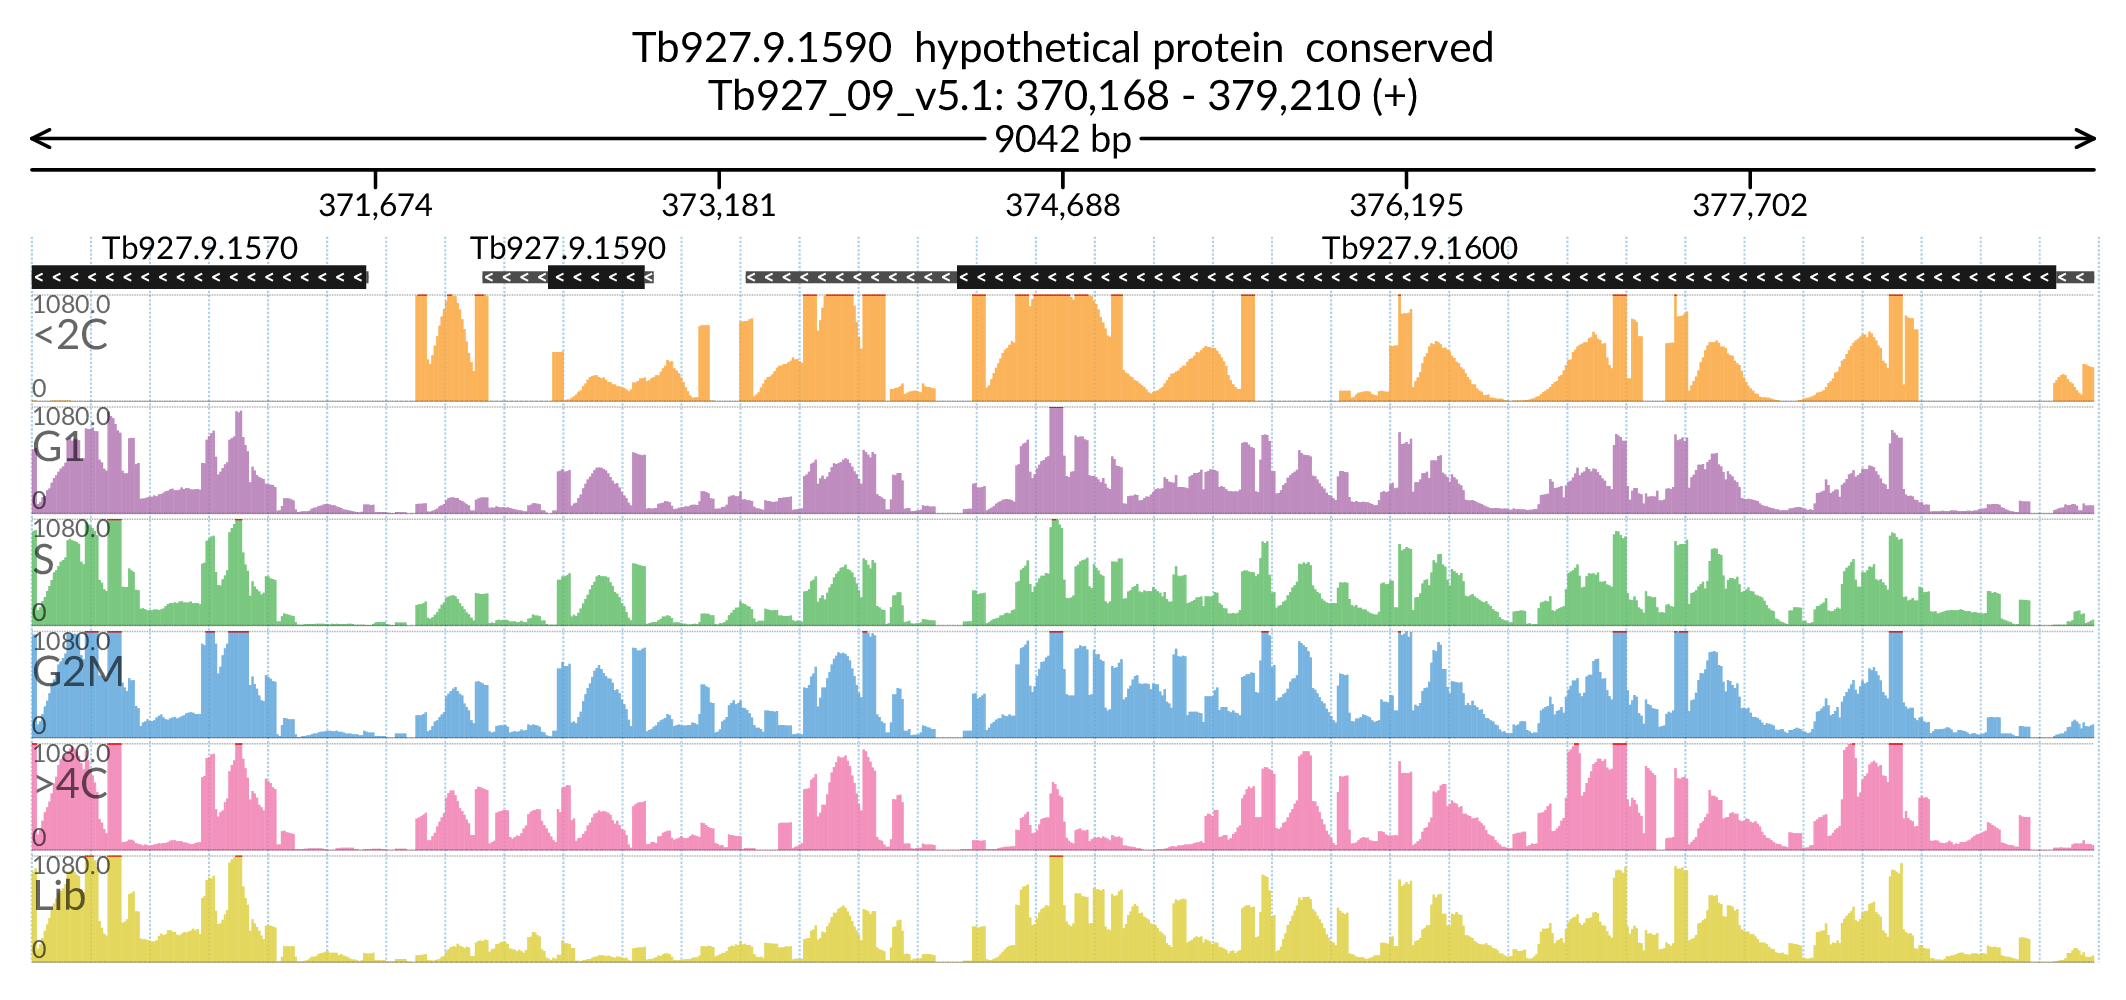 Tb927.9.1590 hypothetical protein conserved
Tb927_09_v5.1: 370,168 - 379,210 (+)
9042 bp
371,674 373,181 374,688 376,195 377,702
Tb927.9.1570 Tb927.9.1590 Tb927.9.1600
1080.0
<2C
0
1080.0
G1
0
1080.0
S
0
1080.0
G2M
0
1080.0
>4C
0
1080.0
Lib
0